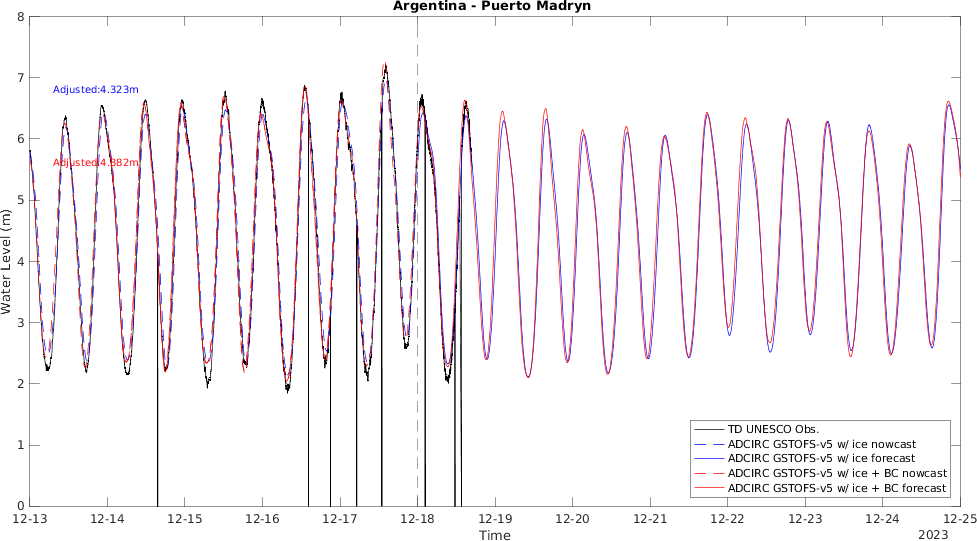 Argentina - Puerto Madryn
8
7
6
5
4
3
2
1
0
Water Level (m)
Adjusted:4.323m
Adjusted:4.382m
TD UNESCO Obs.
ADCIRC GSTOFS-v5 w/ ice nowcast
ADCIRC GSTOFS-v5 w/ ice forecast
ADCIRC GSTOFS-v5 w/ ice + BC nowcast
ADCIRC GSTOFS-v5 w/ ice + BC forecast
12-13 12-14 12-15 12-16 12-17 12-18 12-19 12-20 12-21 12-22 12-23 12-24 12-25
Time
2023